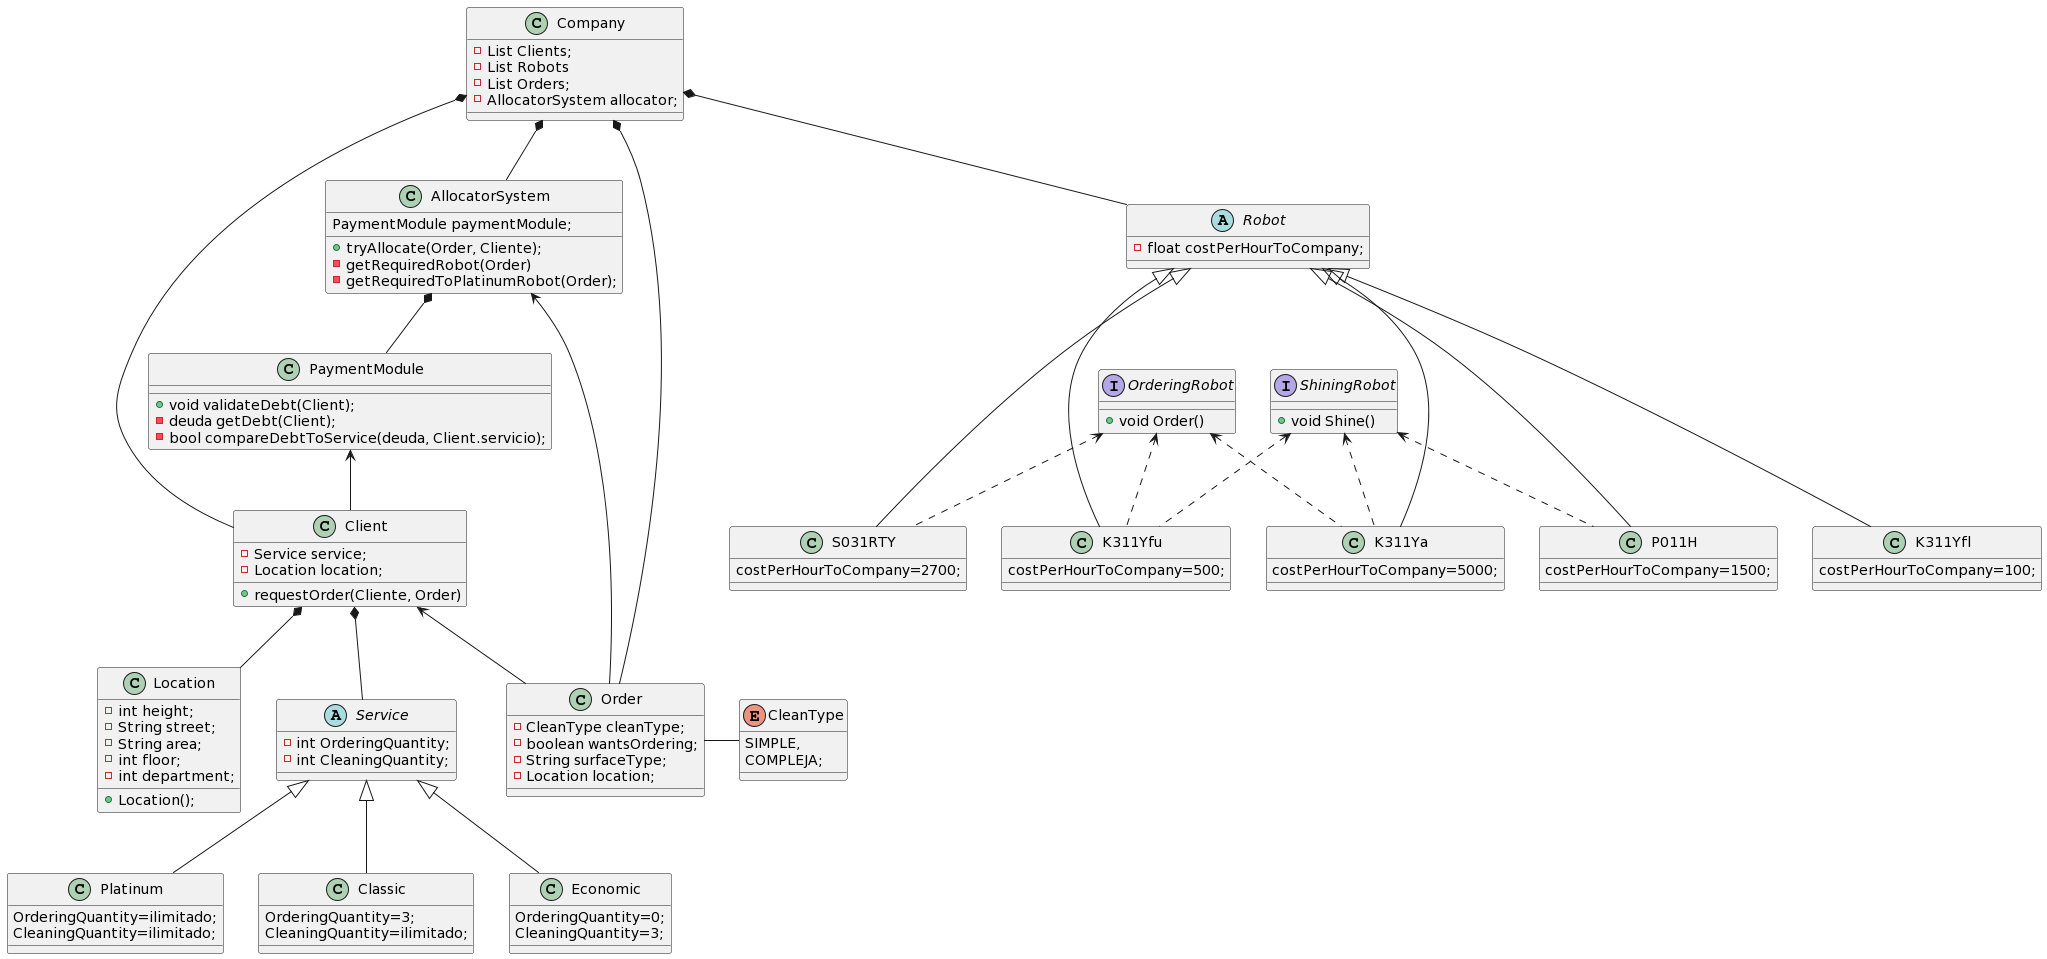 C Company
List Clients;
List Robots
List Orders;
AllocatorSystem allocator;
C AllocatorSystem
PaymentModule paymentModule;
tryAllocate(Order, Cliente);
getRequiredRobot(Order)
getRequiredToPlatinumRobot(Order);
A Robot
float costPerHourToCompany;
C PaymentModule
void validateDebt(Client);
deuda getDebt(Client);
bool compareDebtToService(deuda, Client.servicio);
I OrderingRobot
void Order()
I ShiningRobot
void Shine()
C Client
Service service;
Location location;
requestOrder(Cliente, Order)
C S031RTY
costPerHourToCompany=2700;
C K311Yfu
costPerHourToCompany=500;
C K311Ya
costPerHourToCompany=5000;
C P011H
costPerHourToCompany=1500;
C K311Yfl
costPerHourToCompany=100;
C Location
int height;
String street;
String area;
int floor;
int department;
Location();
A Service
int OrderingQuantity;
int CleaningQuantity;
C Order
CleanType cleanType;
boolean wantsOrdering;
String surfaceType;
Location location;
E CleanType
SIMPLE,
COMPLEJA;
C Platinum
OrderingQuantity=ilimitado;
CleaningQuantity=ilimitado;
C Classic
OrderingQuantity=3;
CleaningQuantity=ilimitado;
C Economic
OrderingQuantity=0;
CleaningQuantity=3;